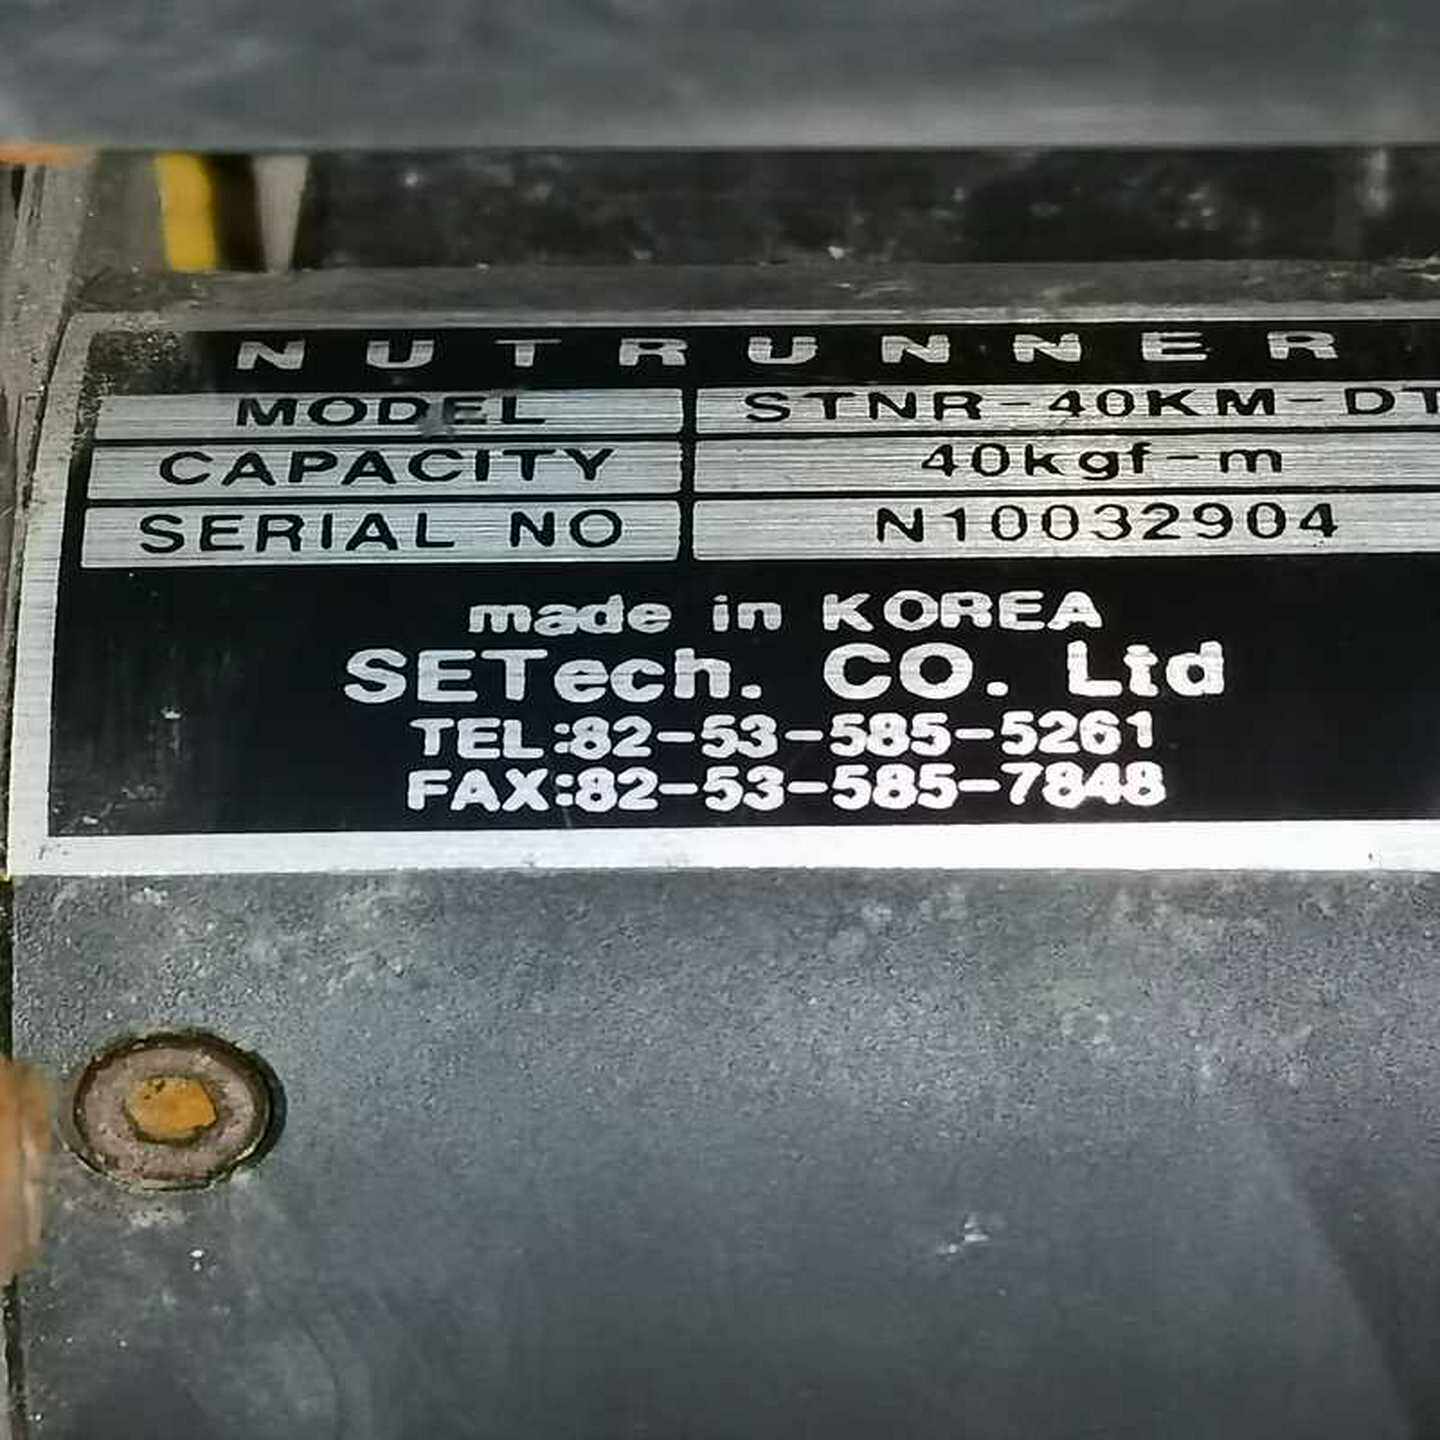 NUTRUNNER
MODEL STNR-40KM-DT
CAPACITY 40kgf-m
SERIAL NO N10032904
made in KOREA
SETech. CO. Ltd
TEL:82-53-585-5261
FAX:82-53-585-7848